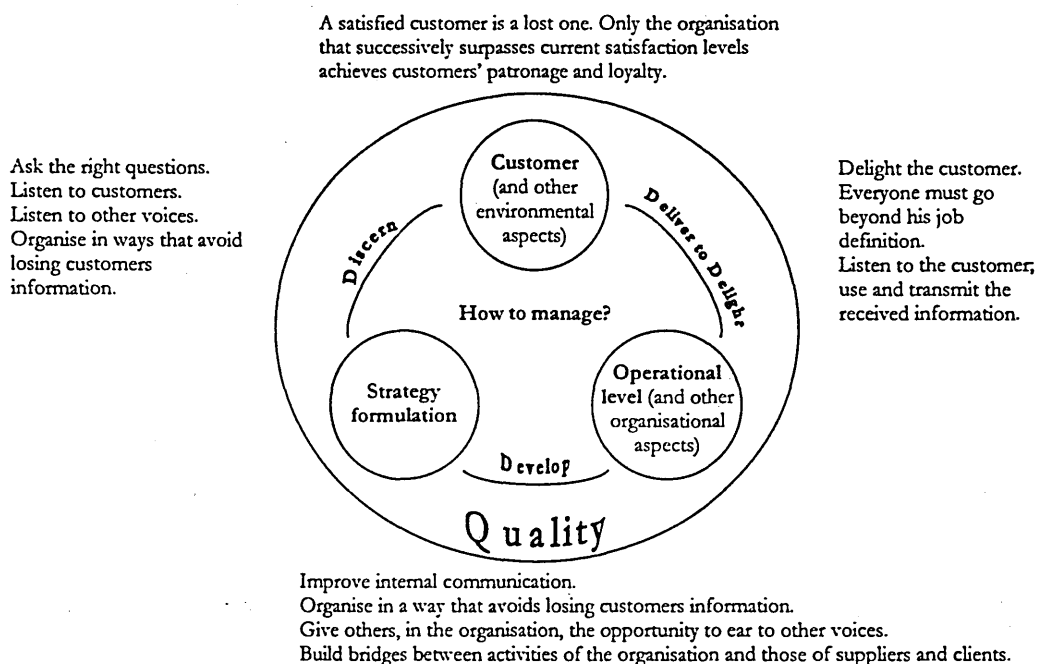 A satisfied customer is a lost one. Only the organisation
that successively surpasses current satisfaction levels
achieves customers' patronage and loyalty.
Ask the right questions.
Listen to customers.
Listen to other voices.
Organise in ways that avoid
losing customers
information.
Customer
(and other
environmental
aspects)
Discern
Deliver to Delight
Delight the customer.
Everyone must go
beyond his job
definition.
Listen to the customer,
use and transmit the
received information.
How to manage?
Strategy
formulation
Operational
level (and other
organisational
aspects)
Develop
Quality
Improve internal communication.
Organise in a way that avoids losing customers information.
Give others, in the organisation, the opportunity to ear to other voices.
Build bridges between activities of the organisation and those of suppliers and clients.